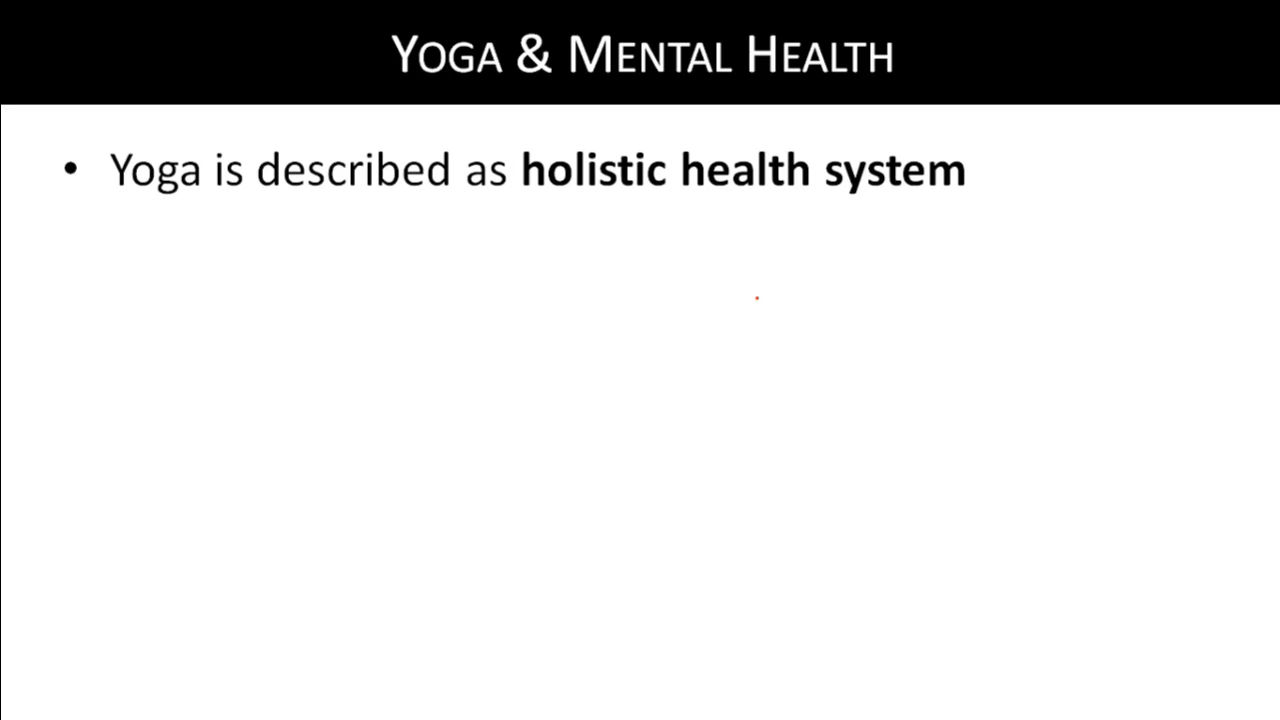 YOGA & MENTAL HEALTH
• Yoga is described as holistic health system